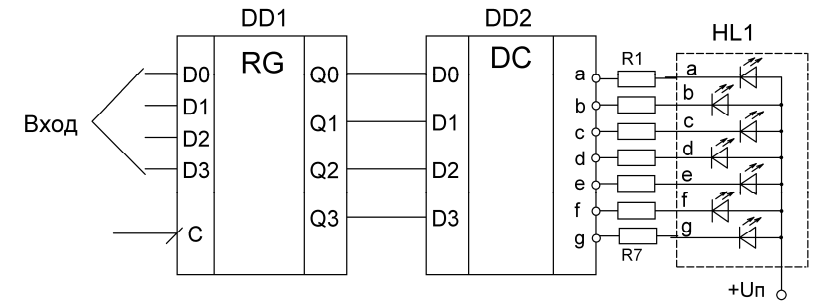 DD1
DD2
HL1
RG
DC
Вход
D0
D1
D2
D3
C
Q0
Q1
Q2
Q3
D0
D1
D2
D3
a
b
c
d
e
f
g
R1
R7
a
b
c
d
e
f
g
+Uп